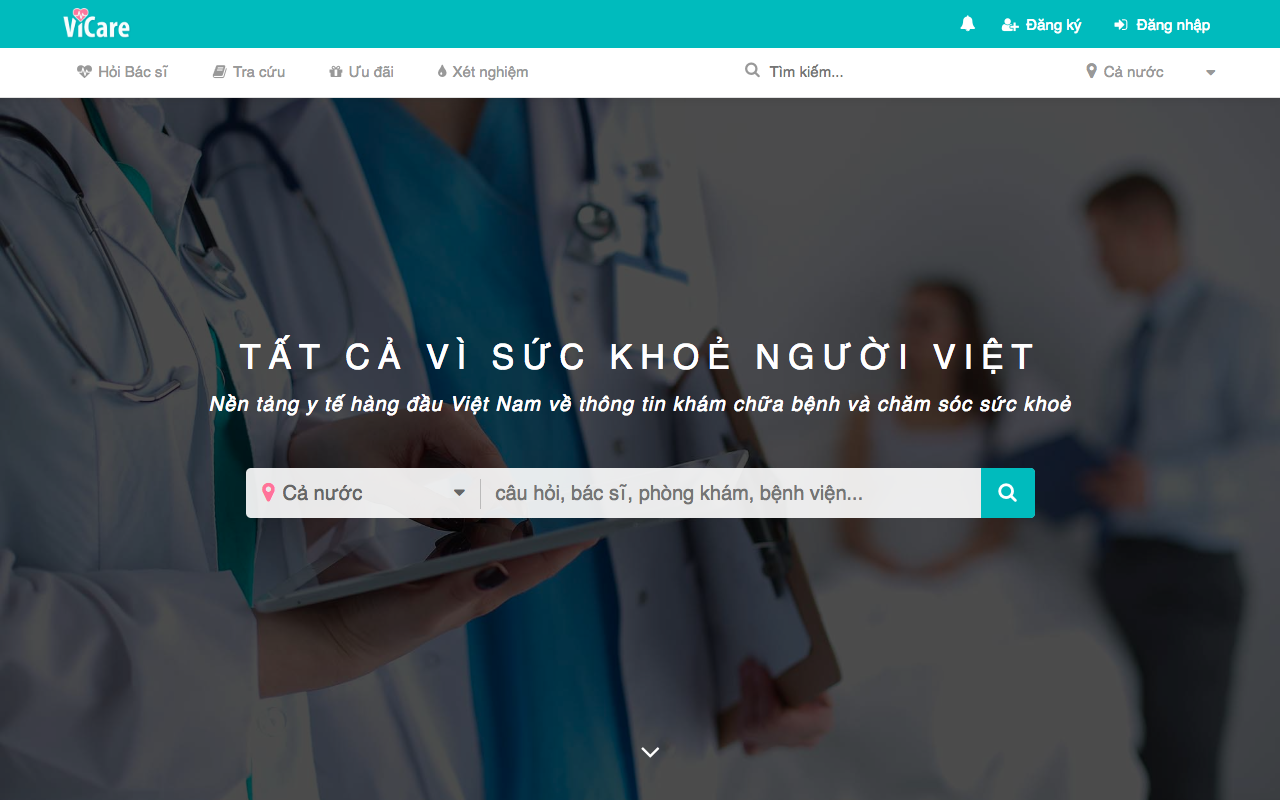 ViCare
Đăng ký
Đăng nhập
Hỏi Bác sĩ
Tra cứu
Ưu đãi
Xét nghiệm
Tìm kiếm...
Cả nước
TẤT CẢ VÌ SỨC KHOẺ NGƯỜI VIỆT
Nền tảng y tế hàng đầu Việt Nam về thông tin khám chữa bệnh và chăm sóc sức khoẻ
Cả nước
câu hỏi, bác sĩ, phòng khám, bệnh viện...